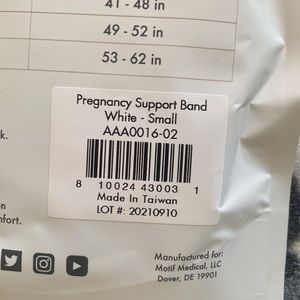 41 - 48 in
49 - 52 in
53 - 62 in
Pregnancy Support Band
White - Small
AAA0016-02
8 10024 43003 1
Made In Taiwan
LOT #: 20210910
k.
en
nfort.
Manufactured for:
Motif Medical, LLC
Dover, DE 19901